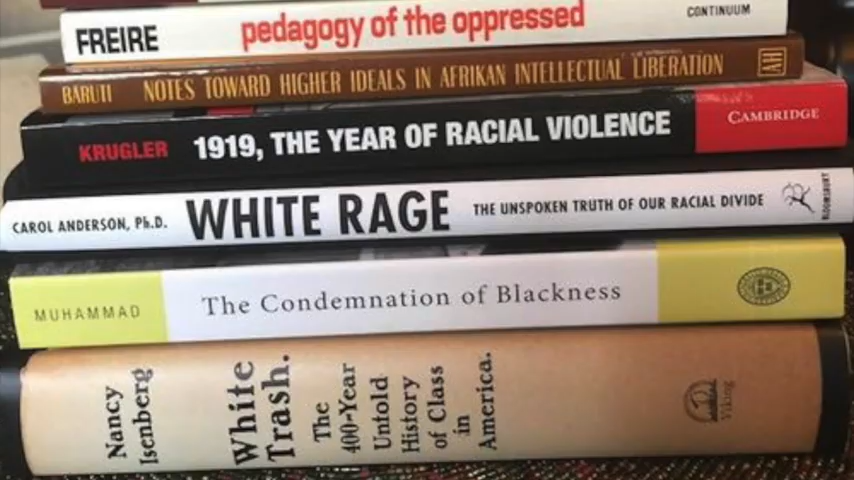 FREIRE pedagogy of the oppressed CONTINUUM
BARUTI NOTES TOWARD HIGHER IDEALS IN AFRIKAN INTELLECTUAL LIBERATION AH
KRUGLER 1919, THE YEAR OF RACIAL VIOLENCE CAMBRIDGE
CAROL ANDERSON, Ph.D. WHITE RAGE THE UNSPOKEN TRUTH OF OUR RACIAL DIVIDE BLOOMSBURY
MUHAMMAD The Condemnation of Blackness
Nancy
Isenberg
White
Trash.
The
400-Year
Untold
History
of Class
in
America.
Viking